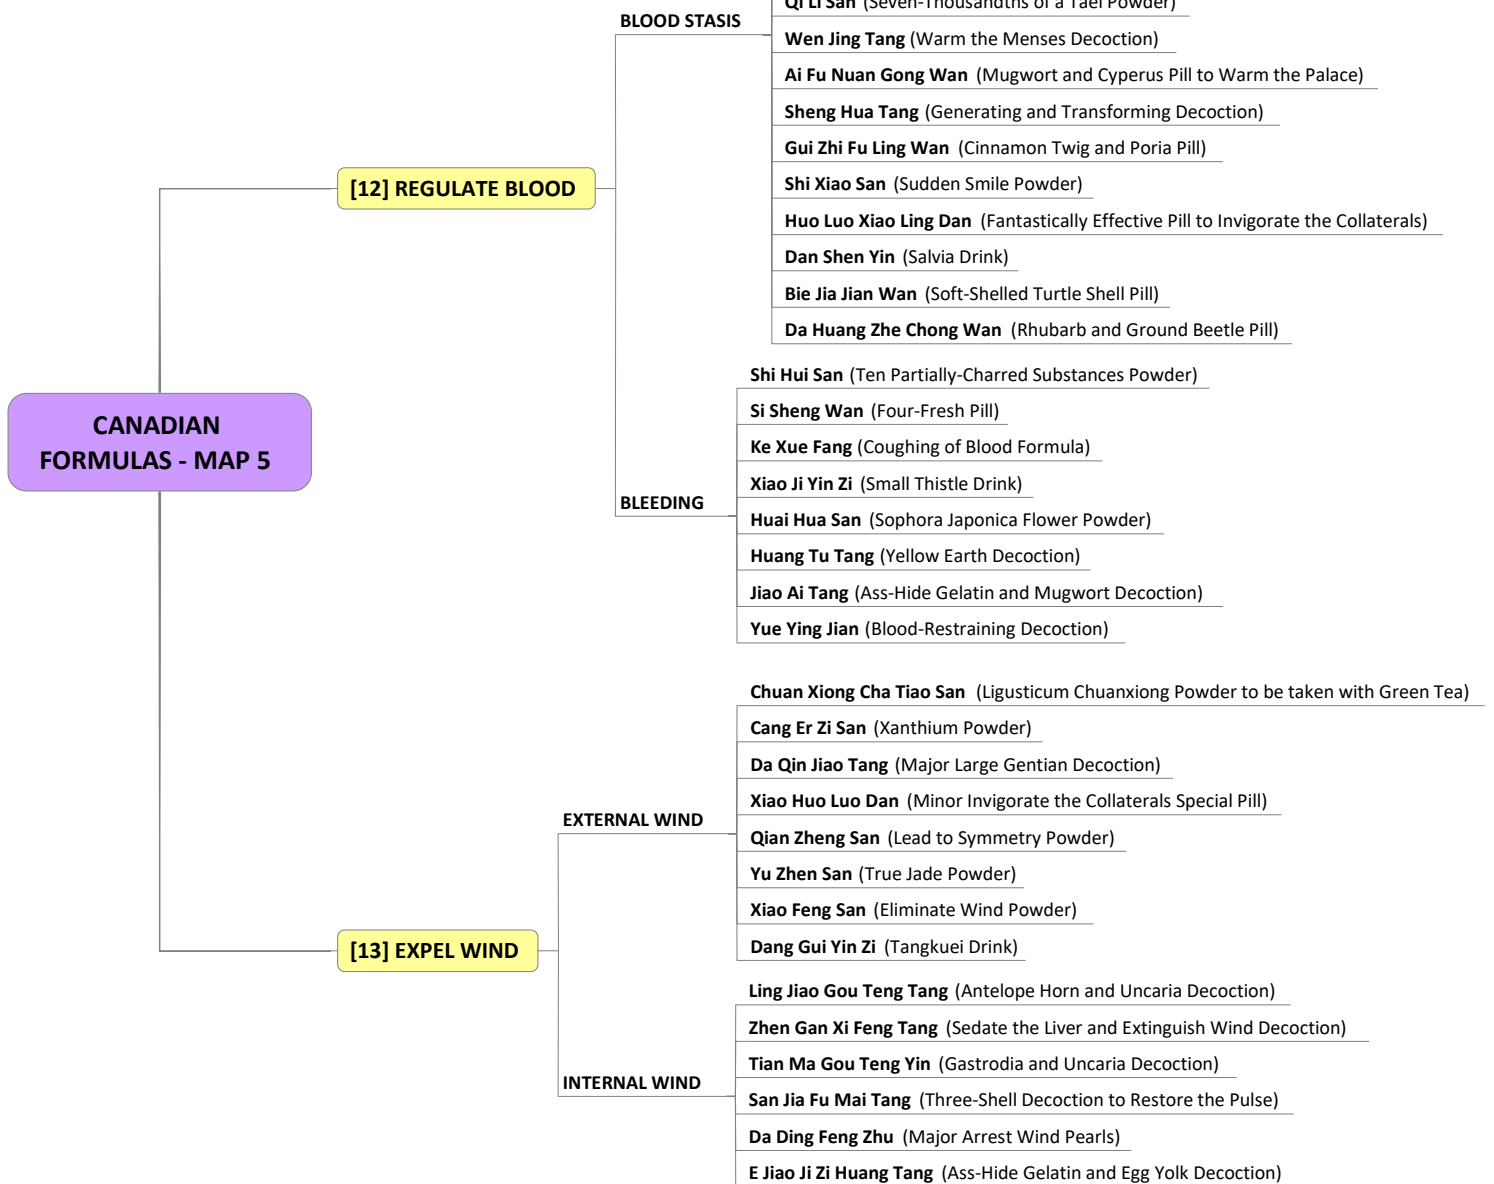 Qi Li San (Seven-Thousandths of a Tael Powder)
BLOOD STASIS
Wen Jing Tang (Warm the Menses Decoction)
Ai Fu Nuan Gong Wan (Mugwort and Cyperus Pill to Warm the Palace)
Sheng Hua Tang (Generating and Transforming Decoction)
Gui Zhi Fu Ling Wan (Cinnamon Twig and Poria Pill)
[12] REGULATE BLOOD
Shi Xiao San (Sudden Smile Powder)
Huo Luo Xiao Ling Dan (Fantastically Effective Pill to Invigorate the Collaterals)
Dan Shen Yin (Salvia Drink)
Bie Jia Jian Wan (Soft-Shelled Turtle Shell Pill)
Da Huang Zhe Chong Wan (Rhubarb and Ground Beetle Pill)
Shi Hui San (Ten Partially-Charred Substances Powder)
Si Sheng Wan (Four-Fresh Pill)
CANADIAN
FORMULAS - MAP 5
Ke Xue Fang (Coughing of Blood Formula)
Xiao Ji Yin Zi (Small Thistle Drink)
BLEEDING
Huai Hua San (Sophora Japonica Flower Powder)
Huang Tu Tang (Yellow Earth Decoction)
Jiao Ai Tang (Ass-Hide Gelatin and Mugwort Decoction)
Yue Ying Jian (Blood-Restraining Decoction)
Chuan Xiong Cha Tiao San (Ligusticum Chuanxiong Powder to be taken with Green Tea)
Cang Er Zi San (Xanthium Powder)
Da Qin Jiao Tang (Major Large Gentian Decoction)
Xiao Huo Luo Dan (Minor Invigorate the Collaterals Special Pill)
EXTERNAL WIND
Qian Zheng San (Lead to Symmetry Powder)
Yu Zhen San (True Jade Powder)
Xiao Feng San (Eliminate Wind Powder)
Dang Gui Yin Zi (Tangkuei Drink)
[13] EXPEL WIND
Ling Jiao Gou Teng Tang (Antelope Horn and Uncaria Decoction)
Zhen Gan Xi Feng Tang (Sedate the Liver and Extinguish Wind Decoction)
Tian Ma Gou Teng Yin (Gastrodia and Uncaria Decoction)
INTERNAL WIND
San Jia Fu Mai Tang (Three-Shell Decoction to Restore the Pulse)
Da Ding Feng Zhu (Major Arrest Wind Pearls)
E Jiao Ji Zi Huang Tang (Ass-Hide Gelatin and Egg Yolk Decoction)